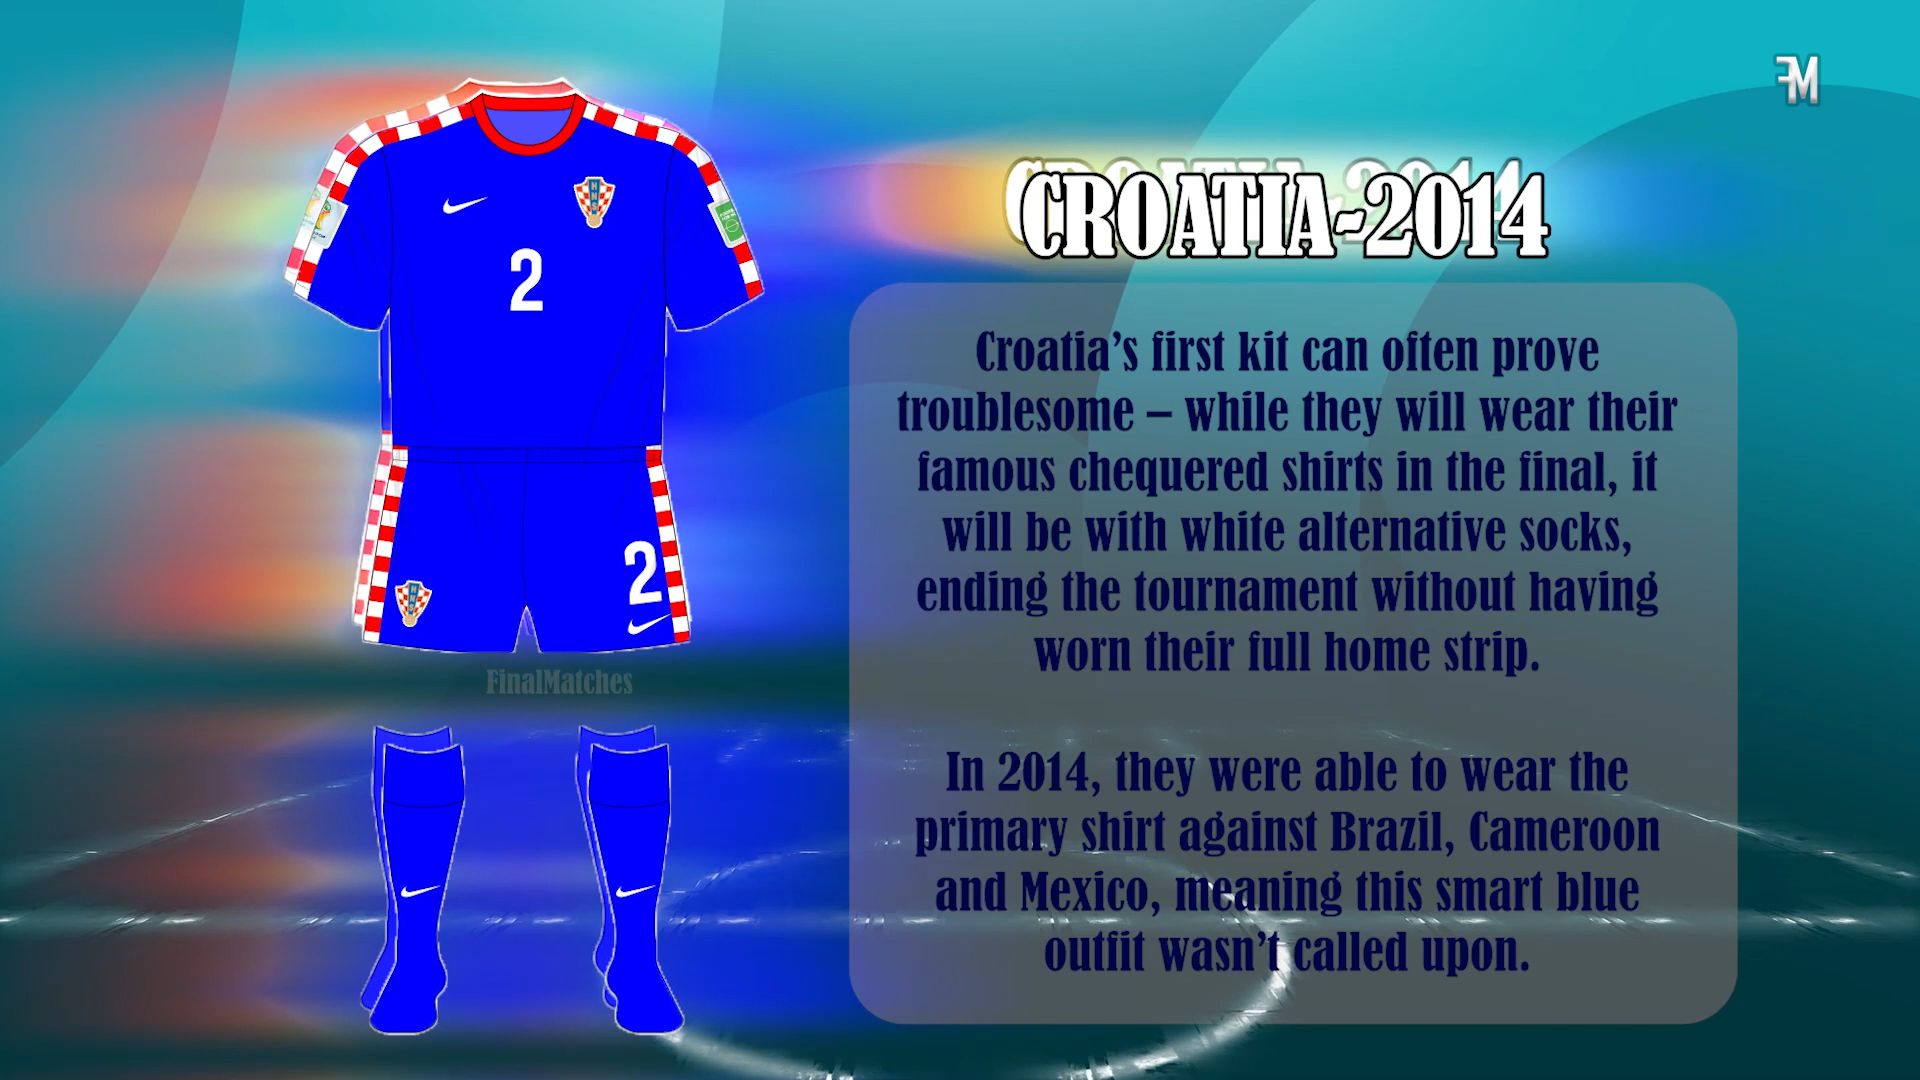 FM
CROATIA-2014
2
2
FinalMatches
Croatia’s first kit can often prove
troublesome – while they will wear their
famous chequered shirts in the final, it
will be with white alternative socks,
ending the tournament without having
worn their full home strip.
In 2014, they were able to wear the
primary shirt against Brazil, Cameroon
and Mexico, meaning this smart blue
outfit wasn’t called upon.